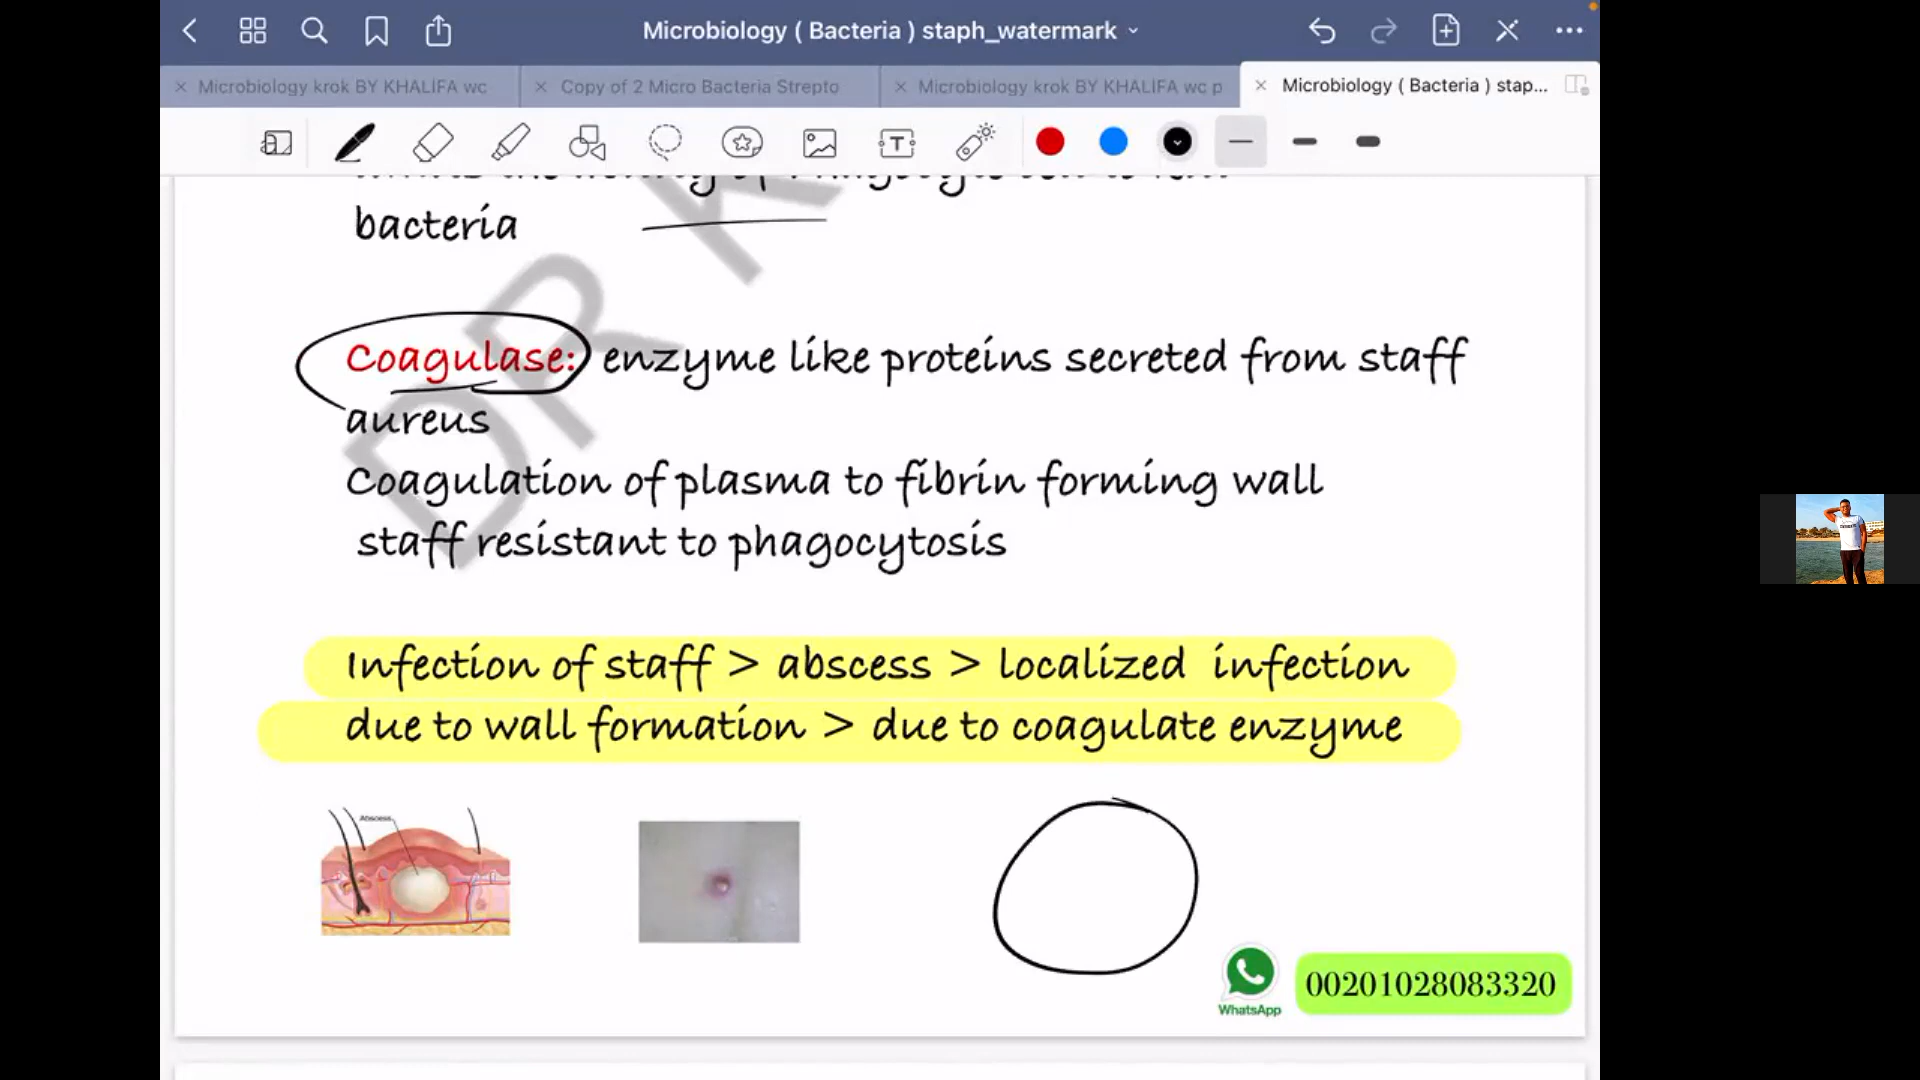 Microbiology ( Bacteria ) staph_watermark
Microbiology krok BY KHALIFA wc
Copy of 2 Micro Bacteria Strepto
Microbiology krok BY KHALIFA wc p
Microbiology ( Bacteria ) stap...
bacteria
Coagulase: enzyme like proteins secreted from staff
aureus
Coagulation of plasma to fibrin forming wall
staff resistant to phagocytosis
Infection of staff > abscess > localized infection
due to wall formation > due to coagulate enzyme
Abscess
DR K
WhatsApp
00201028083320